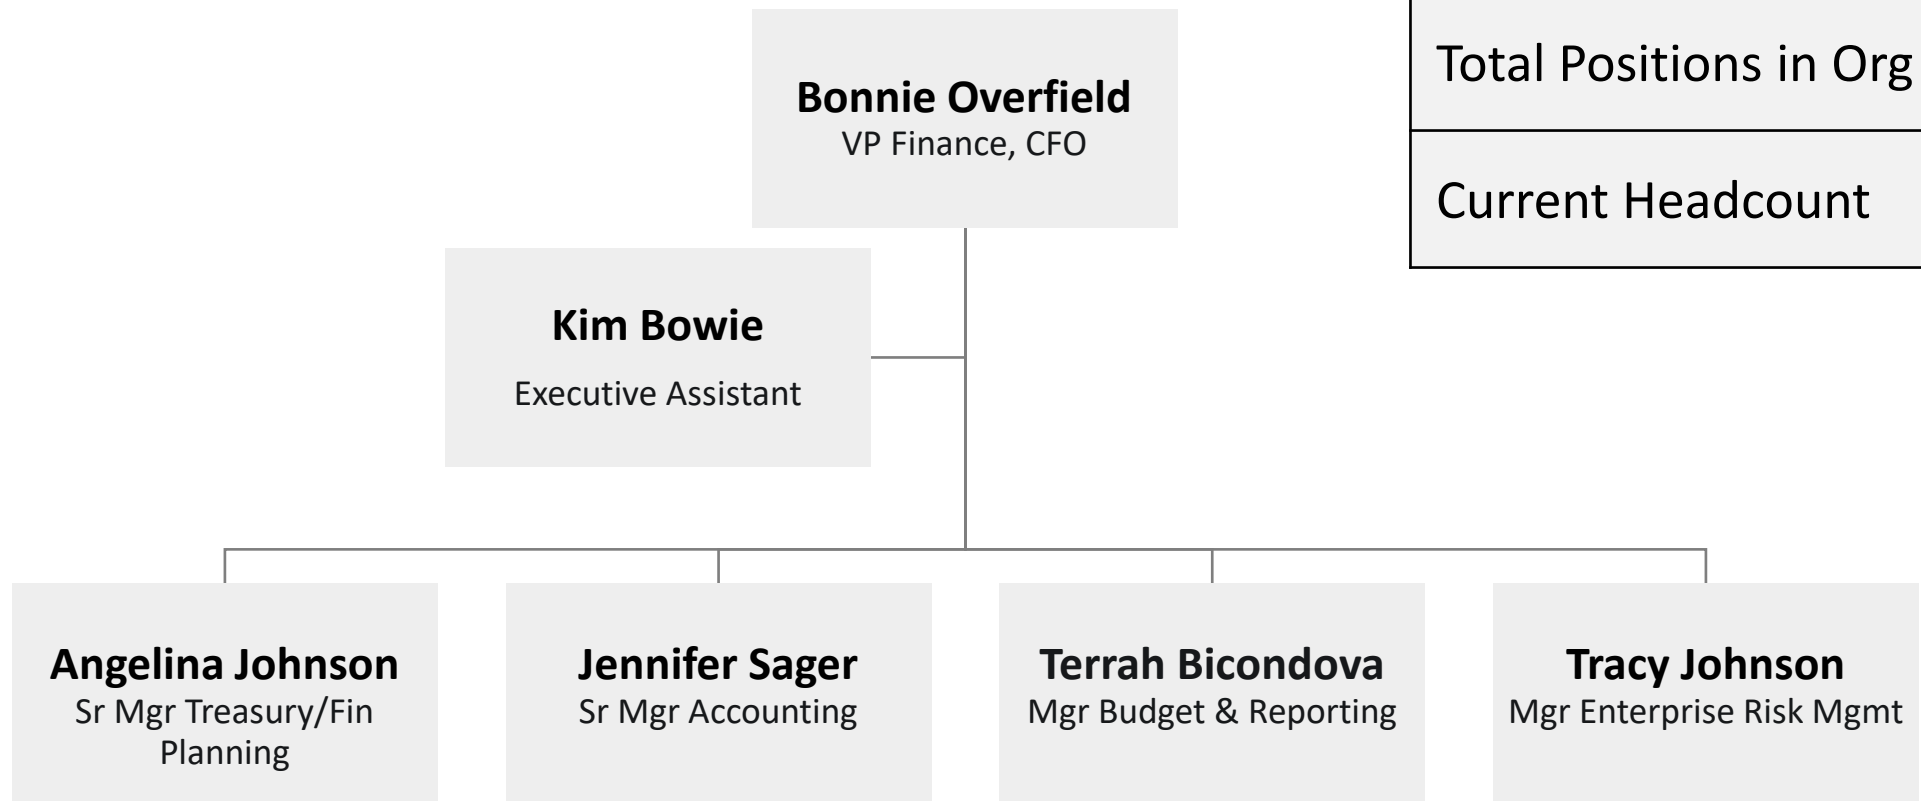 Bonnie Overfield
VP Finance, CFO
Total Positions in Org
Current Headcount
Kim Bowie
Executive Assistant
Angelina Johnson
Sr Mgr Treasury/Fin
Planning
Jennifer Sager
Sr Mgr Accounting
Terrah Bicondova
Mgr Budget & Reporting
Tracy Johnson
Mgr Enterprise Risk Mgmt